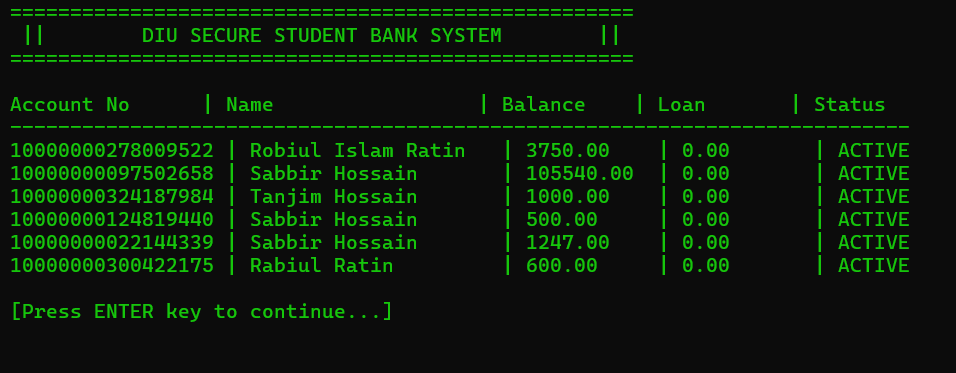 ====================================================
||        DIU SECURE STUDENT BANK SYSTEM        ||
====================================================
Account No      | Name                 | Balance    | Loan       | Status
---------------------------------------------------------------------------
10000000278009522 | Robiul Islam Ratin   | 3750.00    | 0.00       | ACTIVE
10000000097502658 | Sabbir Hossain       | 105540.00  | 0.00       | ACTIVE
10000000324187984 | Tanjim Hossain       | 1000.00    | 0.00       | ACTIVE
10000000124819440 | Sabbir Hossain       | 500.00     | 0.00       | ACTIVE
10000000022144339 | Sabbir Hossain       | 1247.00    | 0.00       | ACTIVE
10000000300422175 | Rabiul Ratin         | 600.00     | 0.00       | ACTIVE
[Press ENTER key to continue...]